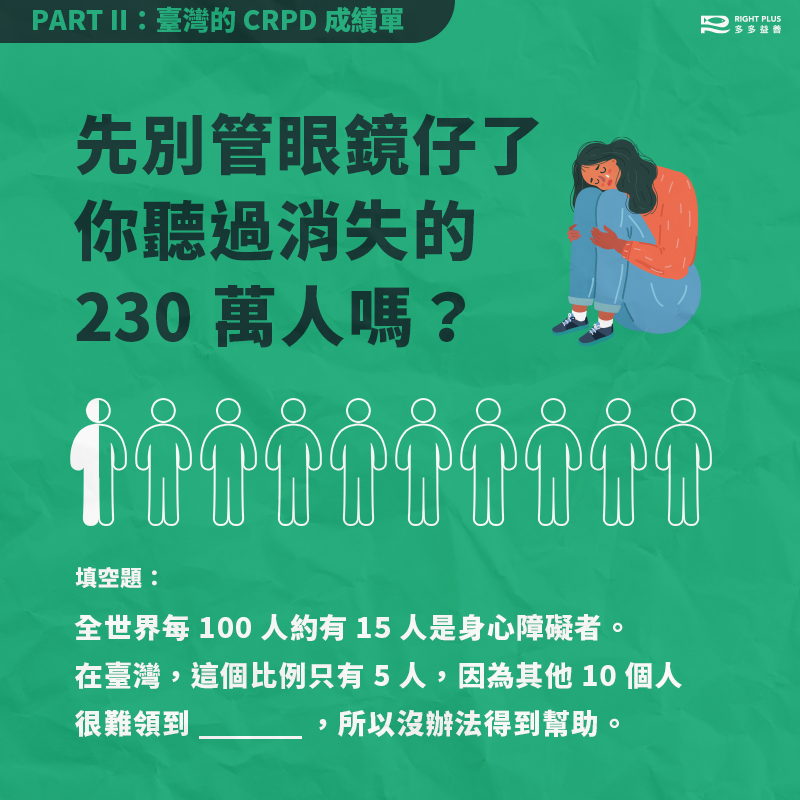 PART II：臺灣的 CRPD 成績單
RIGHT PLUS
多多益善
先別管眼鏡仔了
你聽過消失的
230 萬人嗎？
填空題：
全世界每 100 人約有 15 人是身心障礙者。
在臺灣，這個比例只有 5 人，因為其他 10 個人
很難領到 ______ ，所以沒辦法得到幫助。